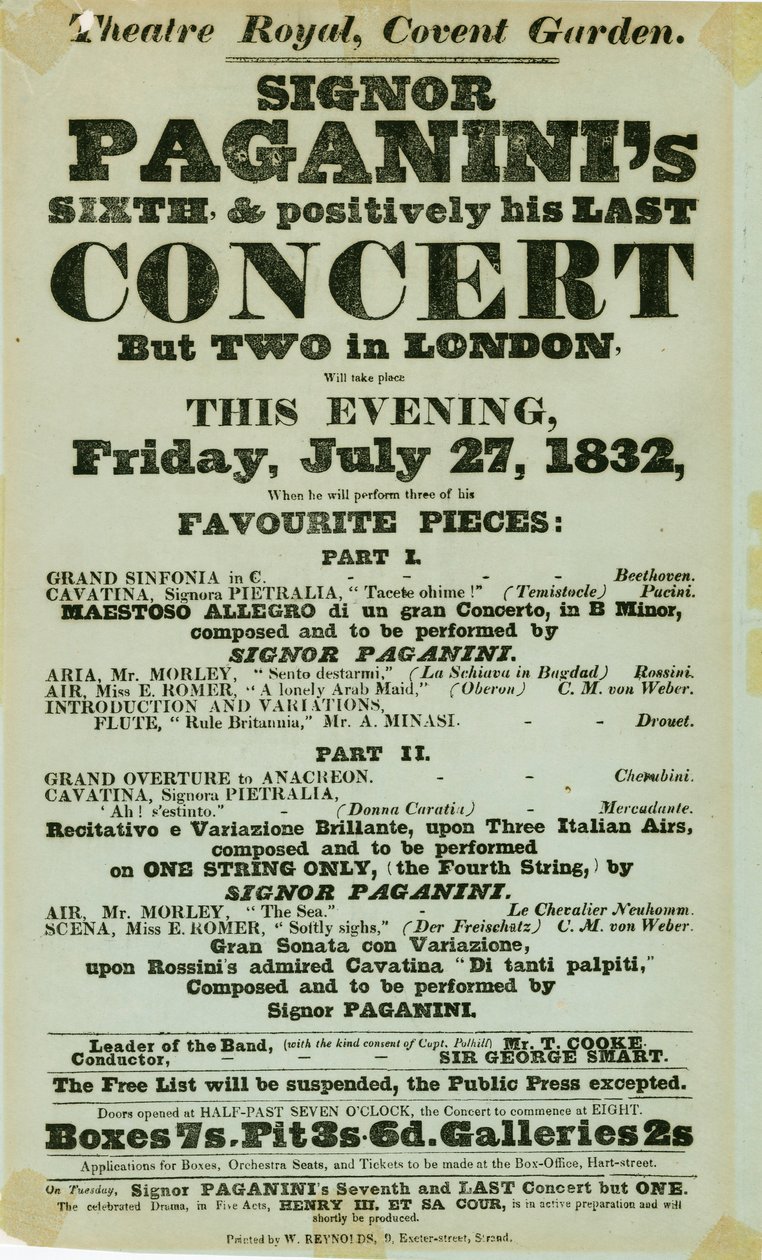 Theatre Royal, Covent Garden.
SIGNOR
PAGANINI's
SIXTH, & positively his LAST
CONCERT
But TWO in LONDON,
Will take place
THIS EVENING,
Friday, July 27, 1832,
When he will perform three of his
FAVOURITE PIECES:
PART I.
GRAND SINFONIA in C. - - - - Beethoven.
CAVATINA, Signora PIETRALIA, "Tacete ohime!" (Temistocle) Pacini.
MAESTOSO ALLEGRO di un gran Concerto, in B Minor,
composed and to be performed by
SIGNOR PAGANINI.
ARIA, Mr. MORLEY, "Sento destarmi," (La Schiava in Bagdad) Rossini.
AIR, Miss E. ROMER, "A lonely Arab Maid," (Oberon) C. M. von Weber.
INTRODUCTION AND VARIATIONS,
FLUTE, "Rule Britannia," Mr. A. MINASI. - - Drouet.
PART II.
GRAND OVERTURE to ANACREON. - - Cherubini.
CAVATINA, Signora PIETRALIA,
'Ah! s'estinto." - (Donna Caratia) - Mercadante.
Recitativo e Variazione Brillante, upon Three Italian Airs,
composed and to be performed
on ONE STRING ONLY, (the Fourth String,) by
SIGNOR PAGANINI.
AIR, Mr. MORLEY, "The Sea." - Le Chevalier Neuhomm.
SCENA, Miss E. ROMER, "Softly sighs," (Der Freischütz) C. M. von Weber.
Gran Sonata con Variazione,
upon Rossini's admired Cavatina "Di tanti palpiti,"
Composed and to be performed by
Signor PAGANINI.
Leader of the Band, (with the kind consent of Capt. Polhill) Mr. T. COOKE.
Conductor, - - - SIR GEORGE SMART.
The Free List will be suspended, the Public Press excepted.
Doors opened at HALF-PAST SEVEN O'CLOCK, the Concert to commence at EIGHT.
Boxes 7s. Pit 3s. 6d. Galleries 2s
Applications for Boxes, Orchestra Seats, and Tickets to be made at the Box-Office, Hart-street.
On Tuesday, Signor PAGANINI's Seventh and LAST Concert but ONE.
The celebrated Drama, in Five Acts, HENRY III. ET SA COUR, is in active preparation and will
shortly be produced.
Printed by W. REYNOLDS, 9, Exeter-street, Strand.